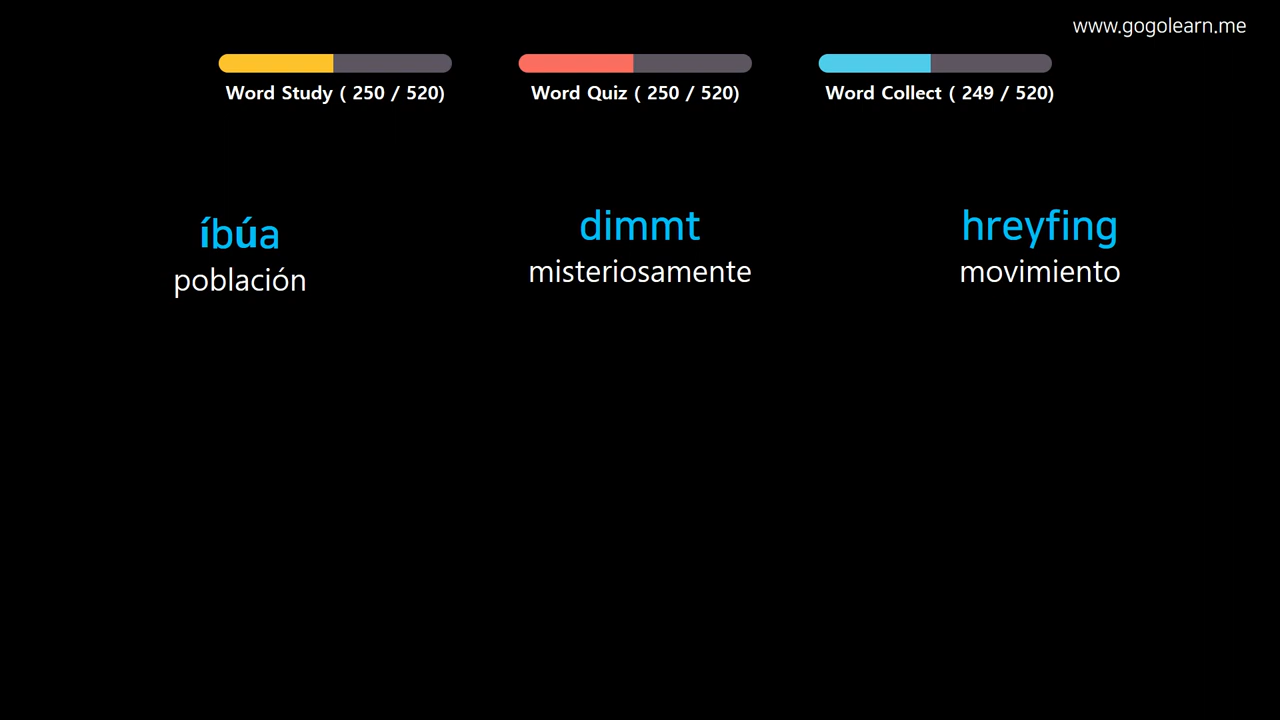 www.gogolearn.me
Word Study ( 250 / 520)
Word Quiz ( 250 / 520)
Word Collect ( 249 / 520)
íbúa
población
dimmt
misteriosamente
hreyfing
movimiento